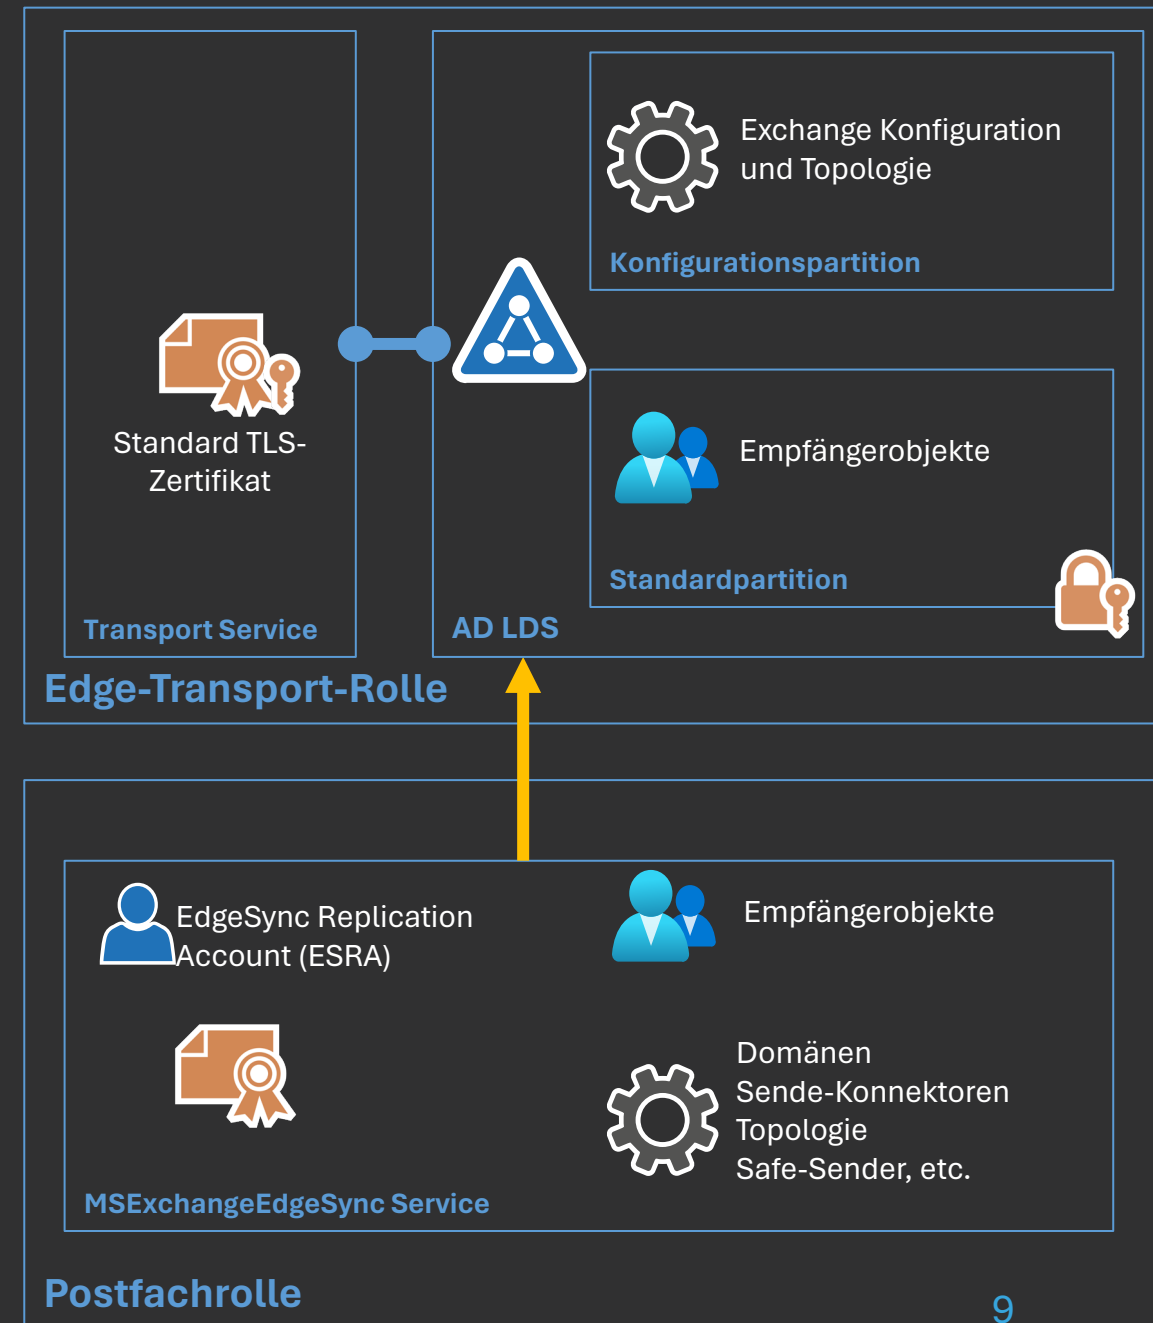 Exchange Konfiguration
und Topologie
Konfigurationspartition
Standard TLS-
Zertifikat
Empfängerobjekte
Standardpartition
Transport Service
AD LDS
Edge-Transport-Rolle
EdgeSync Replication
Account (ESRA)
Empfängerobjekte
Domänen
Sende-Konnektoren
Topologie
Safe-Sender, etc.
MSExchangeEdgeSync Service
Postfachrolle
9